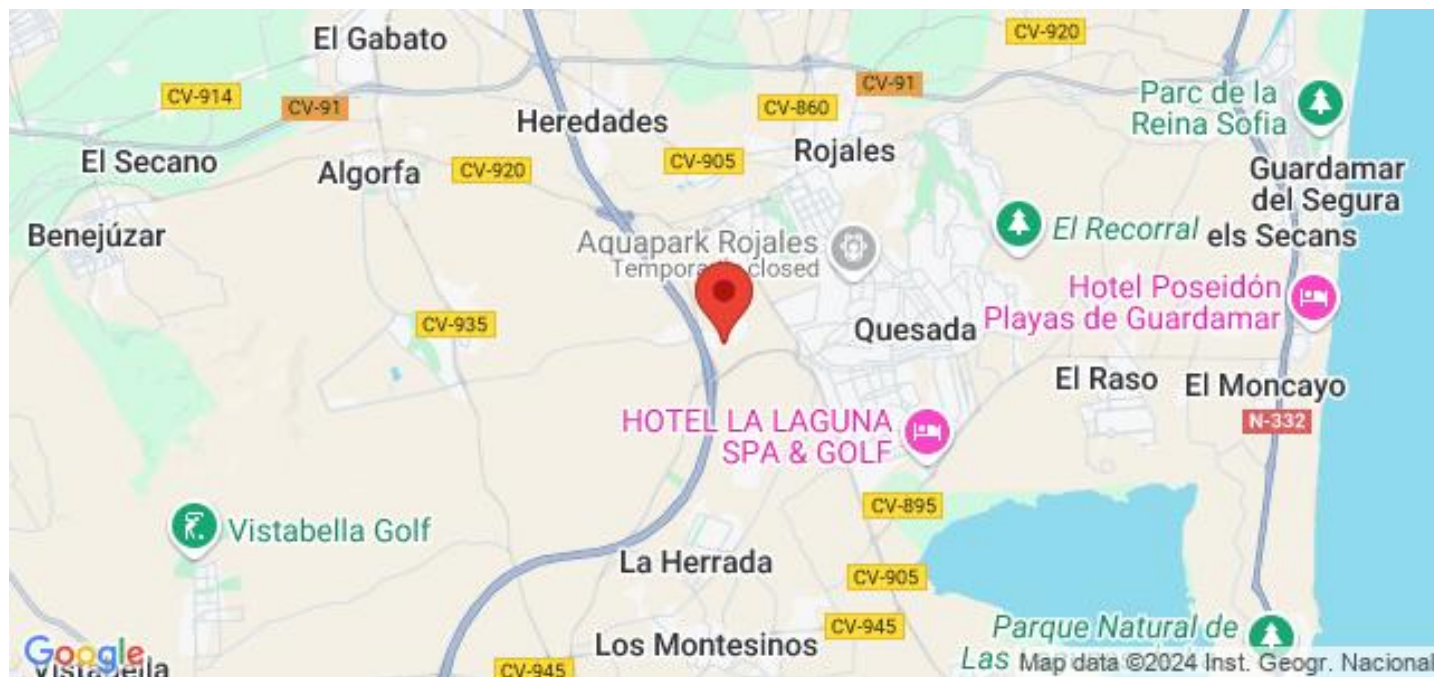 CV-920
El Gabato
CV-91
CV-914
CV-91
Parc de la
Reina Sofia
CV-860
Heredades
Rojales
El Secano
CV-905
Algorfa
CV-920
Guardamar
del Segura
Benejúzar
El Recorral
els Secans
Aquapark Rojales
closed
Hotel Poseidón
Playas de Guardamar
CV-935
Quesada
El Raso
El Moncayo
HOTEL LA LAGUNA
SPA & GOLF
N-332
CV-895
Vistabella Golf
La Herrada
CV-905
CV-945
Parque Natural de
Las
Los Montesinos
Google
Vistabella
CV-945
Map data ©2024 Inst. Geogr. Nacional